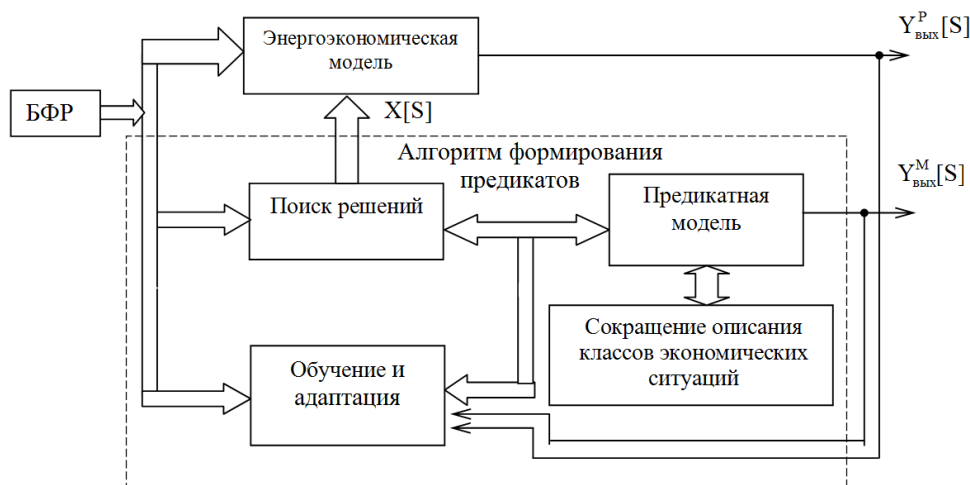 Энергоэкономическая
модель
Y^P_вых[S]
БФР
X[S]
Алгоритм формирования
предикатов
Y^M_вых[S]
Поиск решений
Предикатная
модель
Сокращение описания
классов экономических
ситуаций
Обучение и
адаптация